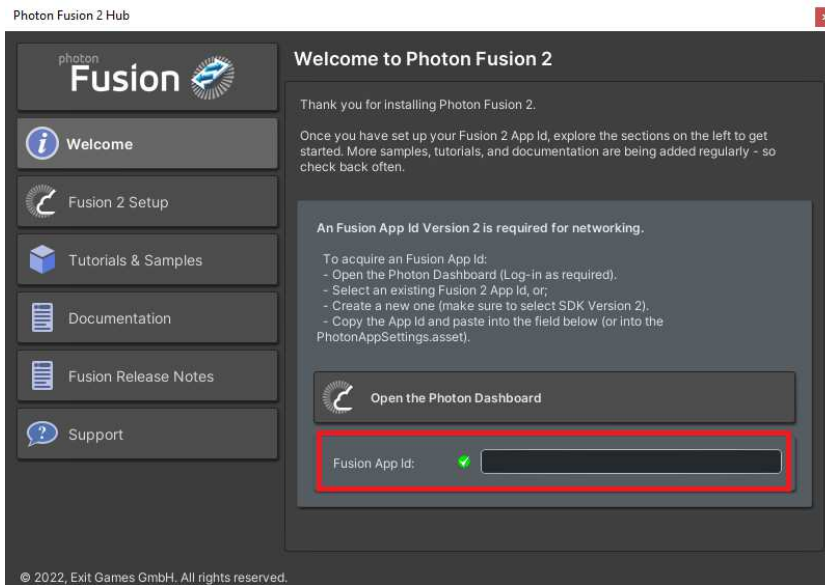 Photon Fusion 2 Hub
photon
Fusion
Welcome
Fusion 2 Setup
Tutorials & Samples
Documentation
Fusion Release Notes
Support
Welcome to Photon Fusion 2
Thank you for installing Photon Fusion 2.
Once you have set up your Fusion 2 App Id, explore the sections on the left to get
started. More samples, tutorials, and documentation are being added regularly - so
check back often.
An Fusion App Id Version 2 is required for networking.
To acquire an Fusion App Id:
- Open the Photon Dashboard (Log-in as required).
- Select an existing Fusion 2 App Id, or;
- Create a new one (make sure to select SDK Version 2).
- Copy the App Id and paste into the field below (or into the
PhotonAppSettings.asset).
Open the Photon Dashboard
Fusion App Id:
© 2022, Exit Games GmbH. All rights reserved.